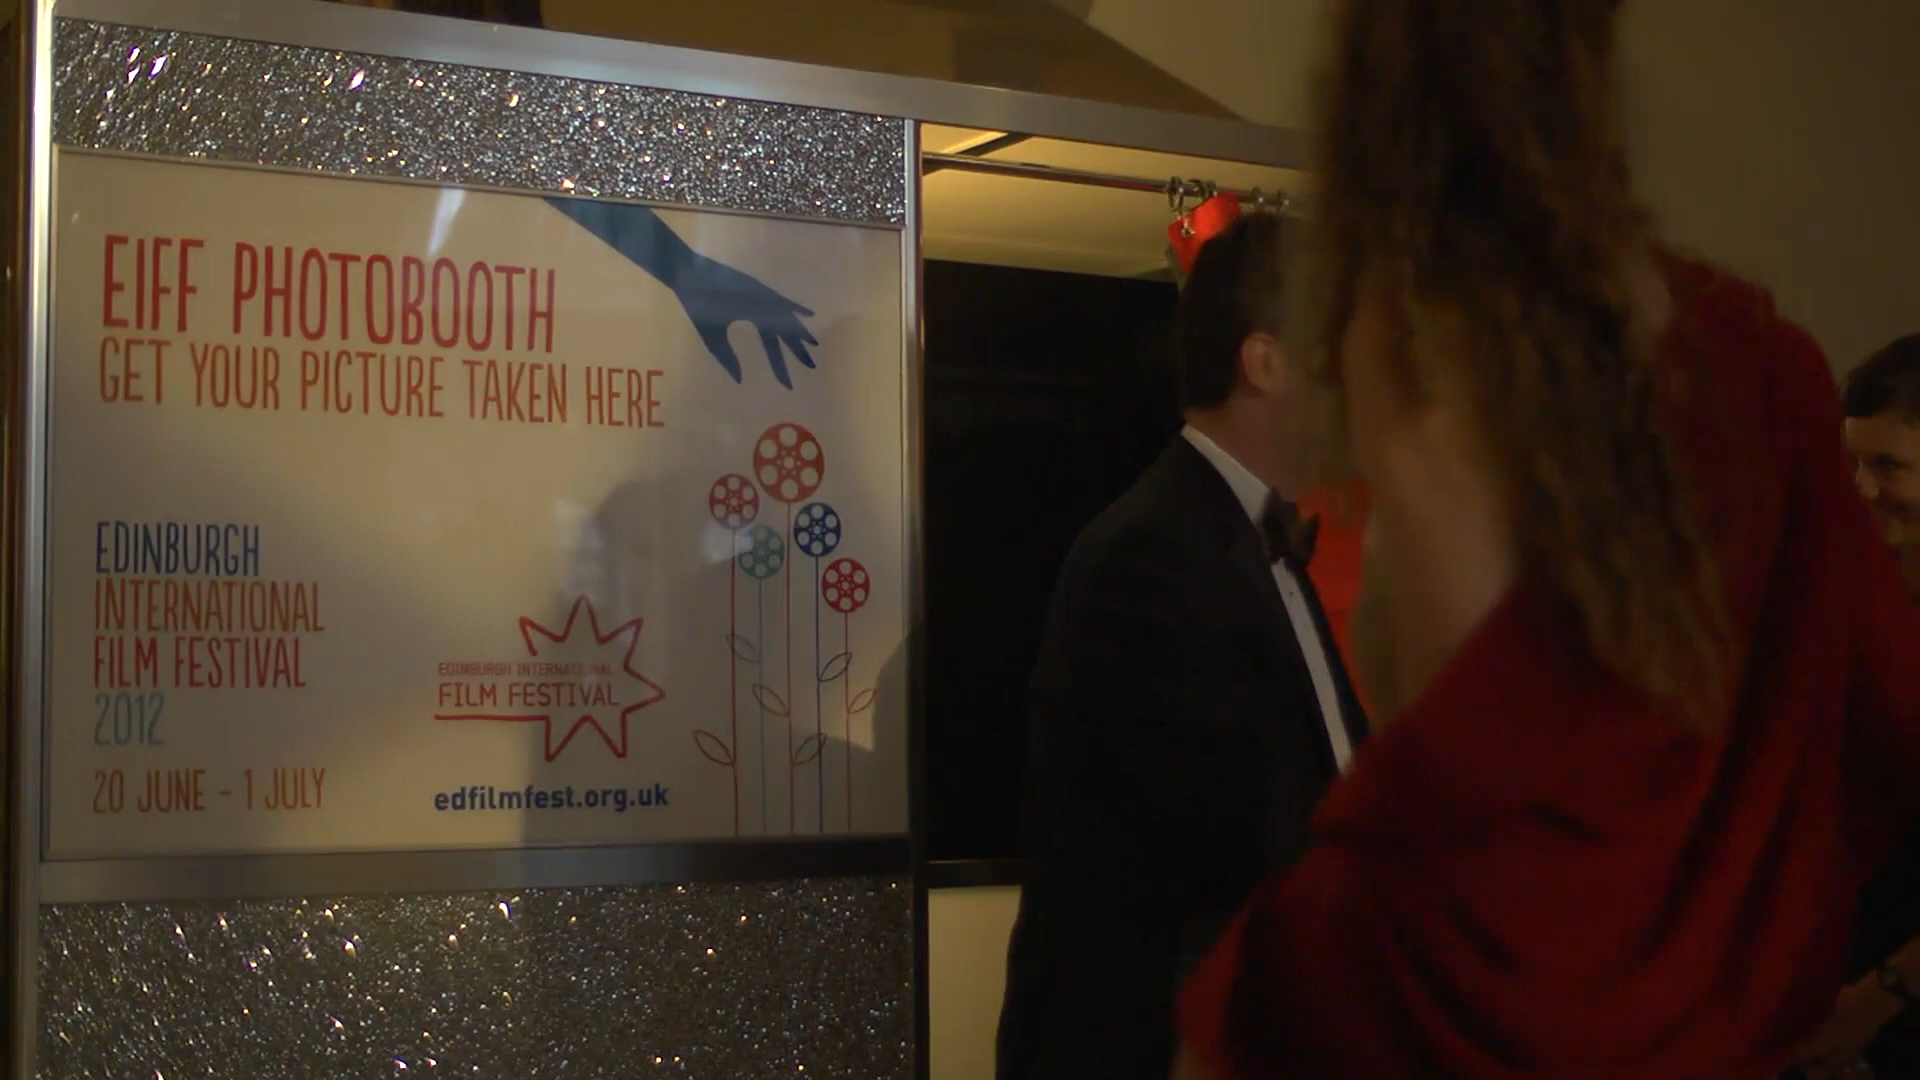 EIFF PHOTOBOOTH
GET YOUR PICTURE TAKEN HERE
EDINBURGH
INTERNATIONAL
FILM FESTIVAL
2012
20 JUNE - 1 JULY
EDINBURGH INTERNATIONAL
FILM FESTIVAL
edfilmfest.org.uk